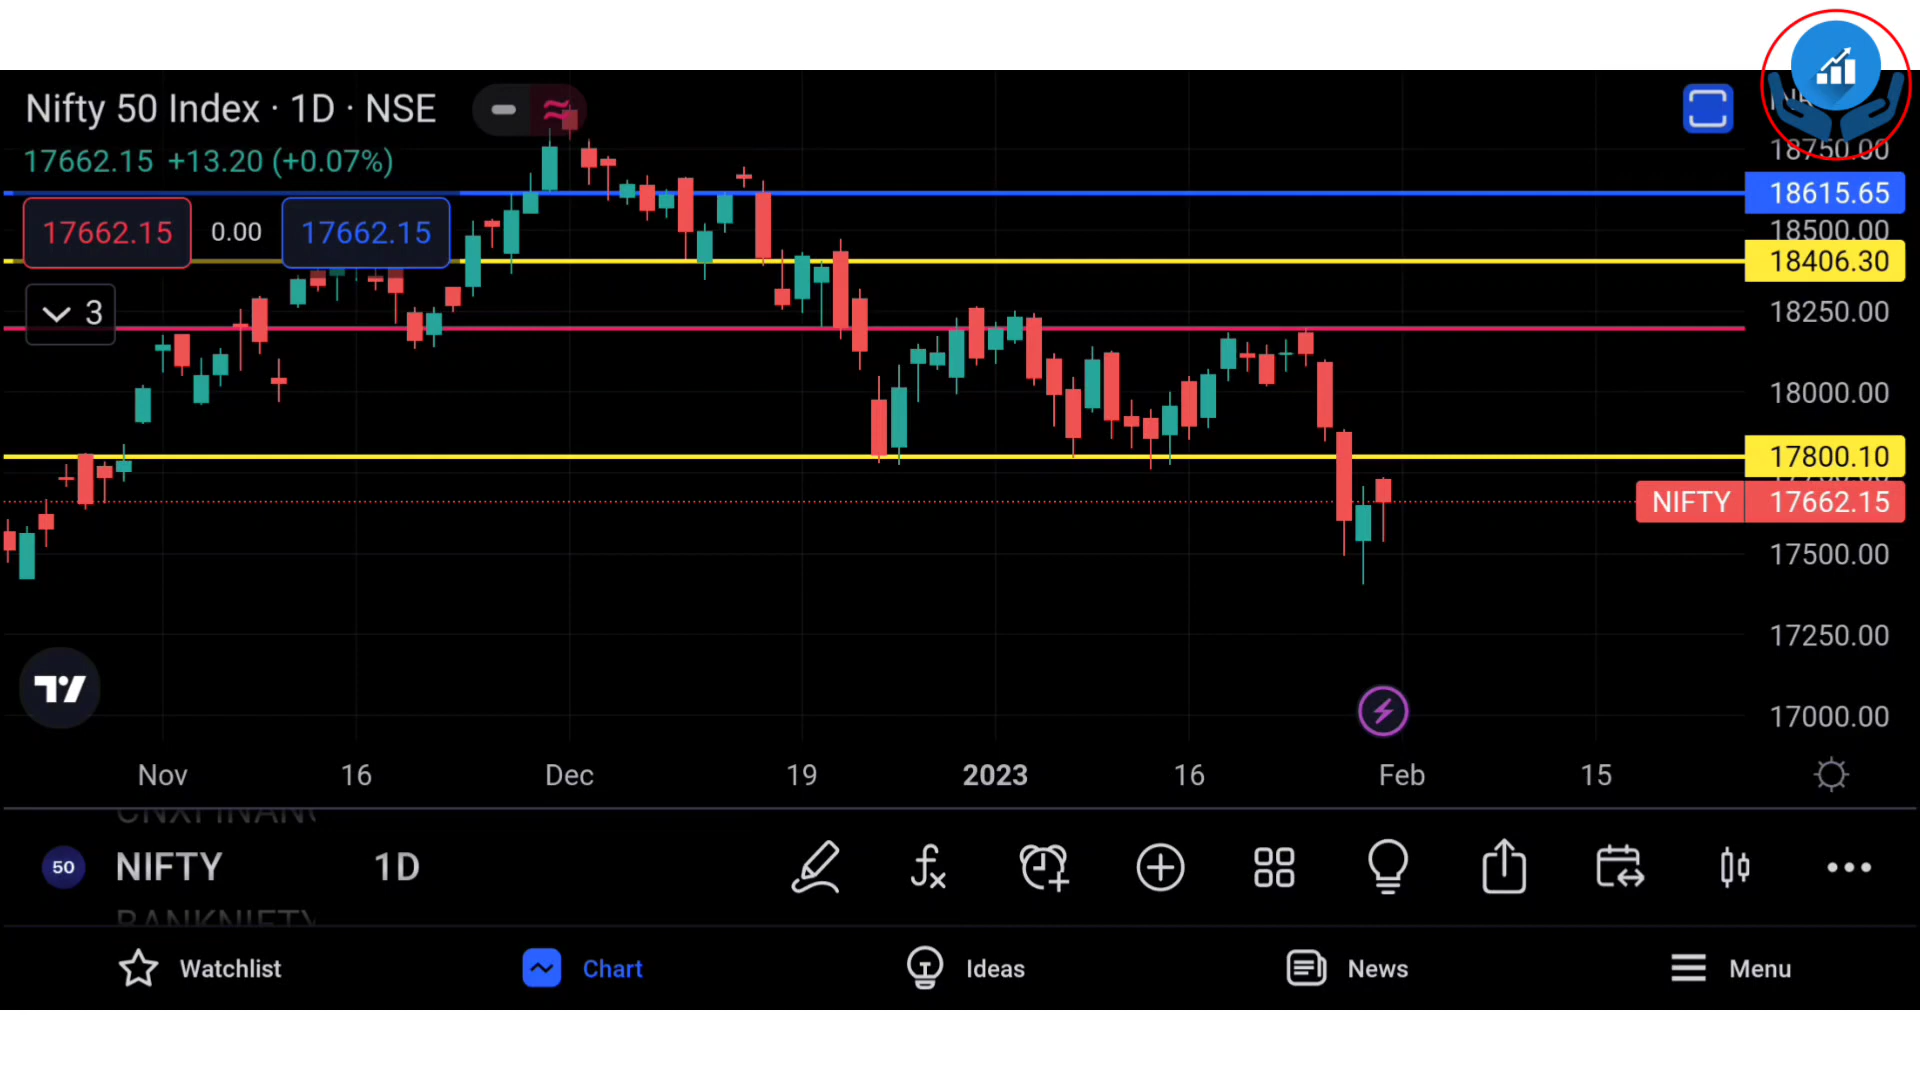 Nifty 50 Index · 1D · NSE
17662.15 +13.20 (+0.07%)
17662.15 0.00 17662.15
3
18750.00
18615.65
18500.00
18406.30
18250.00
18000.00
17800.10
NIFTY 17662.15
17500.00
17250.00
17000.00
Nov 16 Dec 19 2023 16 Feb 15
50 NIFTY 1D
BANKNIFTY
Watchlist Chart Ideas News Menu